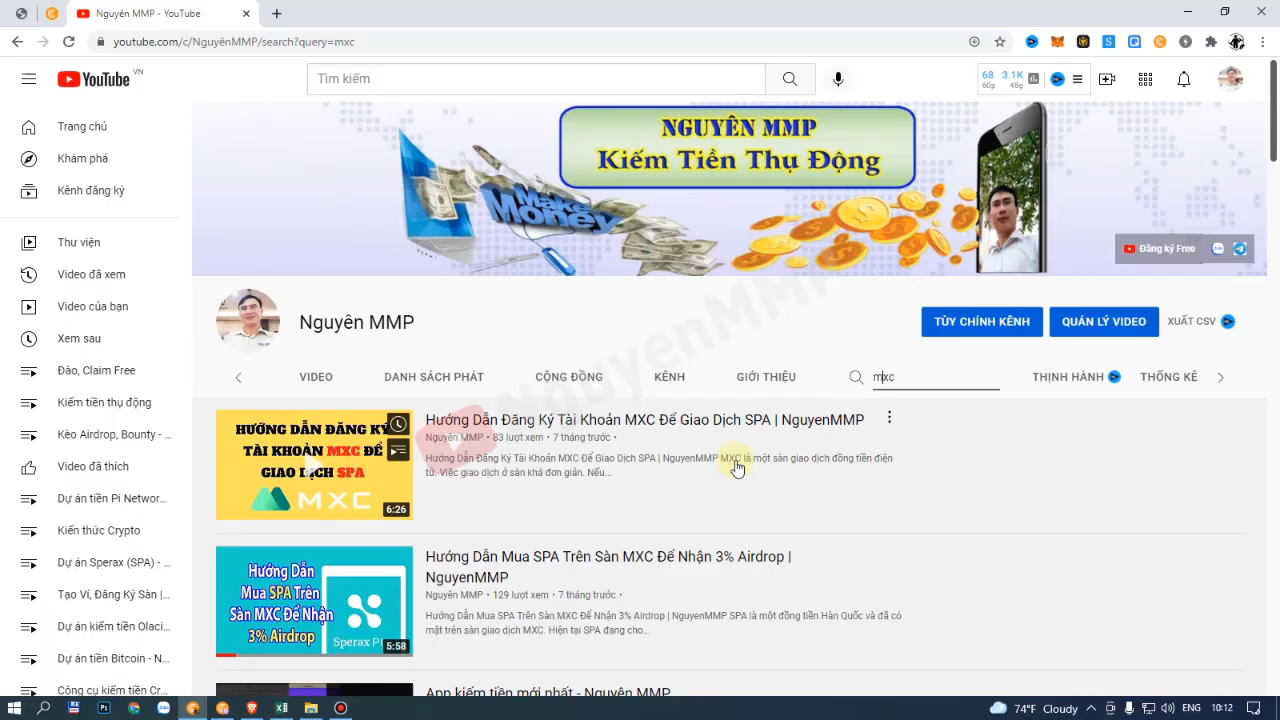 Nguyên MMP - YouTube
youtube.com/c/NguyênMMP/search?query=mxc
YouTube VN
Tìm kiếm
68 3.1K
60p 48g
Trang chủ
Khám phá
Kênh đăng ký
Thư viện
Video đã xem
Video của bạn
Xem sau
Đào, Claim Free
Kiếm tiền thụ động
Kèo Airdrop, Bounty - ...
Video đã thích
Dự án tiền Pi Networ...
Kiến thức Crypto
Dự án Sperax (SPA) - ...
Tạo Ví, Đăng Ký Sàn |...
Dự án kiếm tiền Olaci...
Dự án tiền Bitcoin - N...
Công cụ kiếm tiền Cr...
NGUYÊN MMP
Kiếm Tiền Thụ Động
Make
Money
Đăng ký Free
Nguyên MMP
TÙY CHỈNH KÊNH
QUẢN LÝ VIDEO
XUẤT CSV
VIDEO
DANH SÁCH PHÁT
CỘNG ĐỒNG
KÊNH
GIỚI THIỆU
mxc
THỊNH HÀNH
THỐNG KÊ
NguyenMMP
HƯỚNG DẪN ĐĂNG KÝ
TÀI KHOẢN MXC ĐỂ
GIAO DỊCH SPA
MXC
6:26
Hướng Dẫn Đăng Ký Tài Khoản MXC Để Giao Dịch SPA | NguyenMMP
Nguyên MMP • 83 lượt xem • 7 tháng trước •
Hướng Dẫn Đăng Ký Tài Khoản MXC Để Giao Dịch SPA | NguyenMMP MXC là một sàn giao dịch đồng tiền điện
tử. Việc giao dịch ở sàn khá đơn giản. Nếu...
Hướng Dẫn
Mua SPA Trên
Sàn MXC Để Nhận
3% Airdrop
Sperax Pl
5:58
Hướng Dẫn Mua SPA Trên Sàn MXC Để Nhận 3% Airdrop |
NguyenMMP
Nguyên MMP • 129 lượt xem • 7 tháng trước •
Hướng Dẫn Mua SPA Trên Sàn MXC Để Nhận 3% Airdrop | NguyenMMP SPA là một đồng tiền Hàn Quốc và đã có
mặt trên sàn giao dịch MXC. Hiện tại SPA đang cho...
App kiếm tiền mới nhất - Nguyên MMP
74°F Cloudy
ENG
10:12